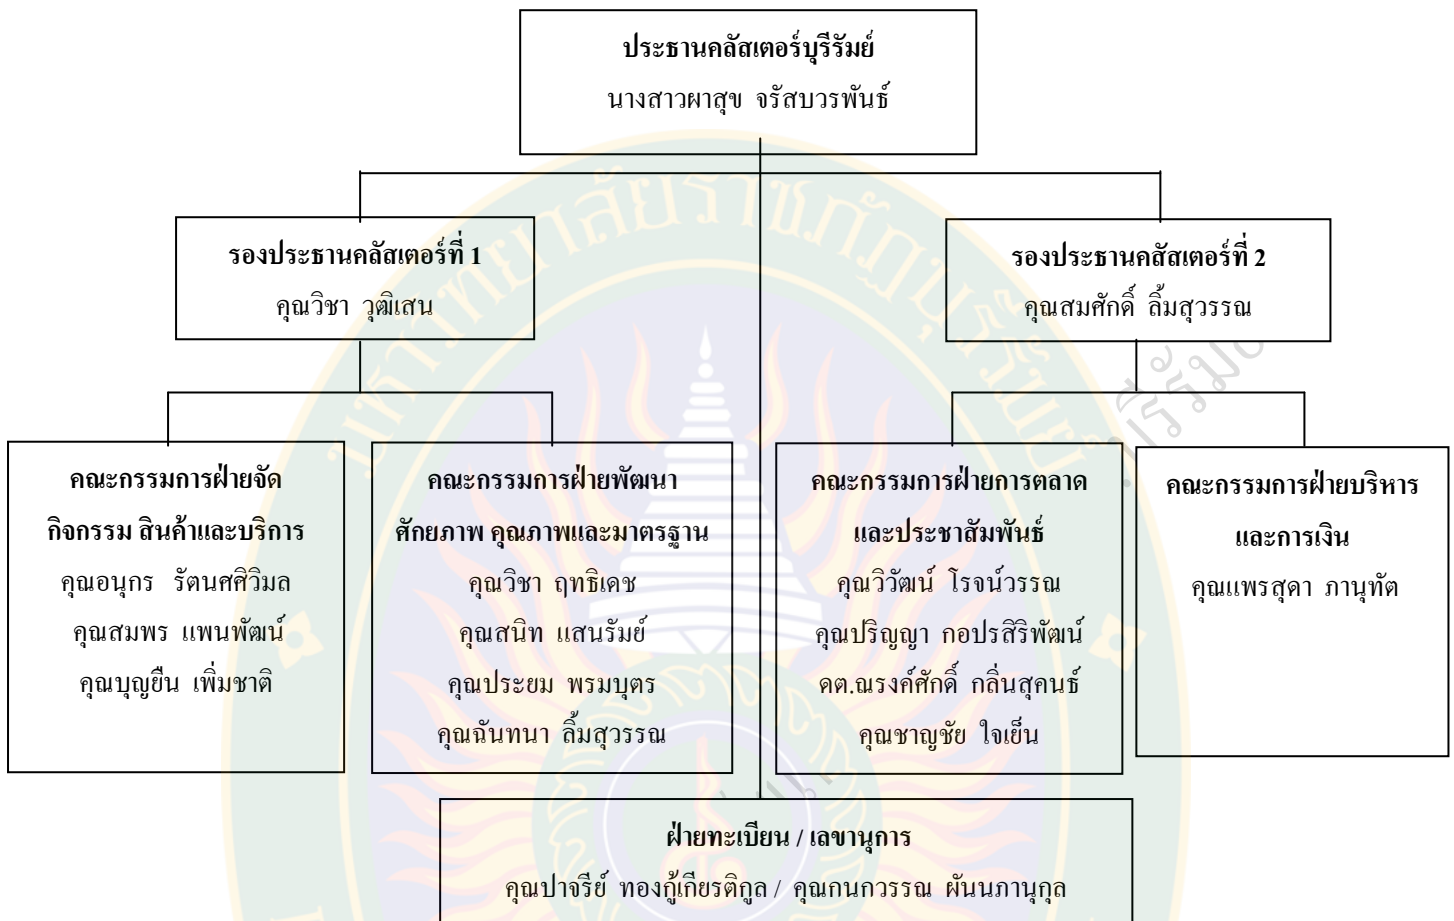 ประธานคลัสเตอร์บุรีรัมย์
นางสาวผาสุข จรัสบวรพันธ์
รองประธานคลัสเตอร์ที่ 1
คุณวิชา วุฒิเสน
รองประธานคลัสเตอร์ที่ 2
คุณสมศักดิ์ ลิ้มสุวรรณ
คณะกรรมการฝ่ายจัด
กิจกรรม สินค้าและบริการ
คุณอนุกร รัตนศศิวิมล
คุณสมพร แพนพัฒน์
คุณบุญยืน เพิ่มชาติ
คณะกรรมการฝ่ายพัฒนา
ศักยภาพ คุณภาพและมาตรฐาน
คุณวิชา ฤทธิเดช
คุณสนิท แสนรัมย์
คุณประยม พรมบุตร
คุณฉันทนา ลิ้มสุวรรณ
คณะกรรมการฝ่ายการตลาด
และประชาสัมพันธ์
คุณวิวัฒน์ โรจน์วรรณ
คุณปริญญา กอปรสิริพัฒน์
ดต.ณรงค์ศักดิ์ กลิ่นสุคนธ์
คุณชาญชัย ใจเย็น
คณะกรรมการฝ่ายบริหาร
และการเงิน
คุณแพรสุดา ภานุทัต
ฝ่ายทะเบียน / เลขานุการ
คุณปาจรีย์ ทองกู้เกียรติกูล / คุณกนกวรรณ ผันนภานุกุล
มหาวิทยาลัยราชภัฏบุรีรัมย์